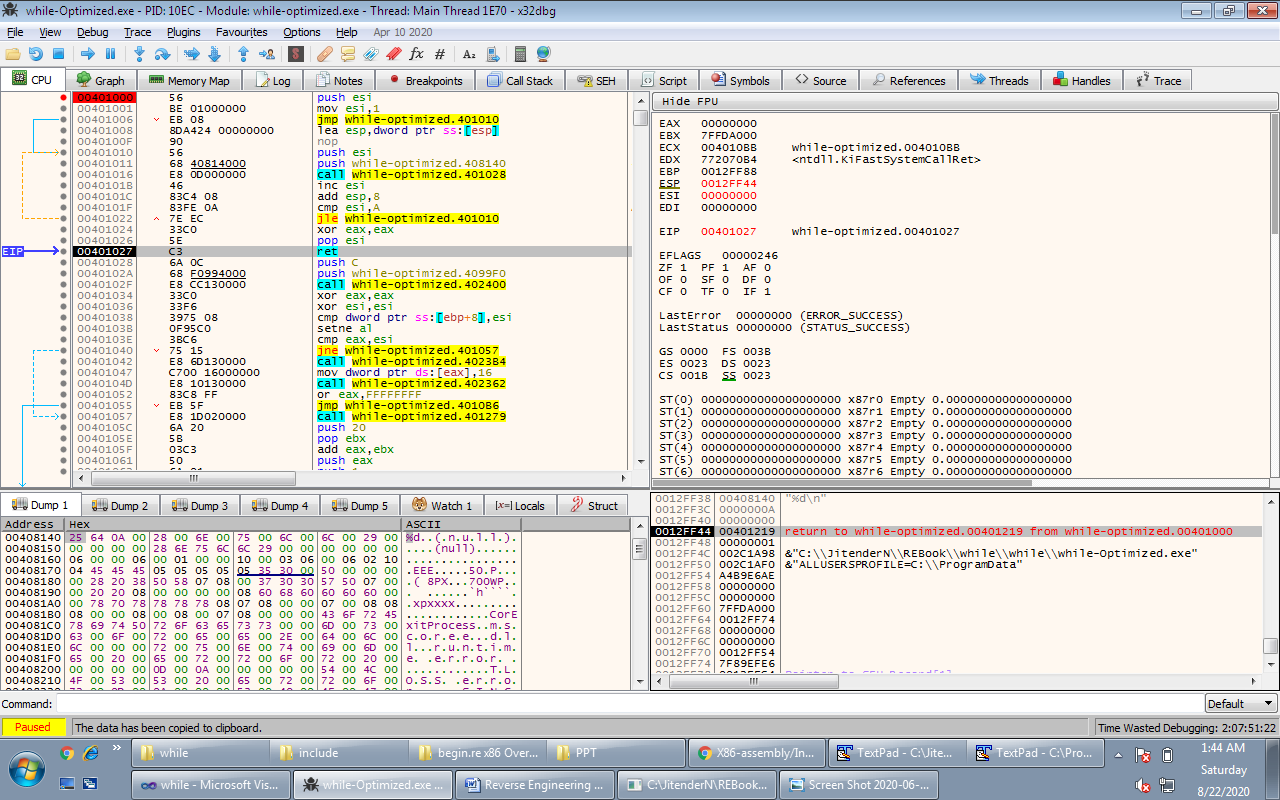 while-Optimized.exe - PID: 10EC - Module: while-optimized.exe - Thread: Main Thread 1E70 - x32dbg
File View Debug Trace Plugins Favourites Options Help Apr 10 2020
CPU Graph Memory Map Log Notes Breakpoints Call Stack SEH Script Symbols Source References Threads Handles Trace
00401000 56 push esi
00401001 BE 01000000 mov esi,1
00401006 EB 08 jmp while-optimized.401010
00401008 8DA424 00000000 lea esp,dword ptr ss:[esp]
0040100F 90 nop
00401010 56 push esi
00401011 68 40814000 push while-optimized.408140
00401016 E8 0D000000 call while-optimized.401028
0040101B 46 inc esi
0040101C 83C4 08 add esp,8
0040101F 83FE 0A cmp esi,A
00401022 7E EC jle while-optimized.401010
00401024 33C0 xor eax,eax
00401026 5E pop esi
EIP 00401027 C3 ret
00401028 6A 0C push C
0040102A 68 F0994000 push while-optimized.4099F0
0040102F E8 CC130000 call while-optimized.402400
00401034 33C0 xor eax,eax
00401036 33F6 xor esi,esi
00401038 3975 08 cmp dword ptr ss:[ebp+8],esi
0040103B 0F95C0 setne al
0040103E 3BC6 cmp eax,esi
00401040 75 15 jne while-optimized.401057
00401042 E8 6D130000 call while-optimized.4023B4
00401047 C700 16000000 mov dword ptr ds:[eax],16
0040104D E8 10130000 call while-optimized.402362
00401052 83C8 FF or eax,FFFFFFFF
00401055 EB 5F jmp while-optimized.4010B6
00401057 E8 1D020000 call while-optimized.401279
0040105C 6A 20 push 20
0040105E 5B pop ebx
0040105F 03C3 add eax,ebx
00401061 50 push eax
Hide FPU
EAX 00000000
EBX 7FFDA000
ECX 004010BB while-optimized.004010BB
EDX 772070B4 <ntdll.KiFastSystemCallRet>
EBP 0012FF88
ESP 0012FF44
ESI 00000000
EDI 00000000
EIP 00401027 while-optimized.00401027
EFLAGS 00000246
ZF 1 PF 1 AF 0
OF 0 SF 0 DF 0
CF 0 TF 0 IF 1
LastError 00000000 (ERROR_SUCCESS)
LastStatus 00000000 (STATUS_SUCCESS)
GS 0000 FS 003B
ES 0023 DS 0023
CS 001B SS 0023
ST(0) 00000000000000000000 x87r0 Empty 0.000000000000000000
ST(1) 00000000000000000000 x87r1 Empty 0.000000000000000000
ST(2) 00000000000000000000 x87r2 Empty 0.000000000000000000
ST(3) 00000000000000000000 x87r3 Empty 0.000000000000000000
ST(4) 00000000000000000000 x87r4 Empty 0.000000000000000000
ST(5) 00000000000000000000 x87r5 Empty 0.000000000000000000
ST(6) 00000000000000000000 x87r6 Empty 0.000000000000000000
Dump 1 Dump 2 Dump 3 Dump 4 Dump 5 Watch 1 Locals Struct
Address Hex ASCII
00408140 25 64 0A 00 28 00 6E 00 75 00 6C 00 6C 00 29 00 %d..(.n.u.l.l.).
00408150 00 00 00 00 28 6E 75 6C 6C 29 00 00 00 00 00 00 ....(null)......
00408160 06 00 00 06 00 01 00 00 10 00 03 06 00 06 02 10 ................
00408170 04 45 45 45 05 05 05 05 05 35 30 00 50 00 00 00 .EEE.....50.P...
00408180 00 28 20 38 50 58 07 08 00 37 30 30 57 50 07 00 .( 8PX...700WP..
00408190 00 20 20 08 00 00 00 00 08 60 68 60 60 60 60 00 . ......`h````.
004081A0 00 78 70 78 78 78 78 08 07 08 00 00 07 00 08 08 .xpxxxx.........
004081B0 08 00 00 08 00 08 00 07 08 00 00 00 43 6F 72 45 ............CorE
004081C0 78 69 74 50 72 6F 63 65 73 73 00 00 6D 00 73 00 xitProcess..m.s.
004081D0 63 00 6F 00 72 00 65 00 65 00 2E 00 64 00 6C 00 c.o.r.e.e...d.l.
004081E0 6C 00 00 00 72 00 75 00 6E 00 74 00 69 00 6D 00 l...r.u.n.t.i.m.
004081F0 65 00 20 00 65 00 72 00 72 00 6F 00 72 00 20 00 e. .e.r.r.o.r. .
00408200 00 00 00 00 0D 00 0A 00 00 00 00 00 54 00 4C 00 ............T.L.
00408210 4F 00 53 00 53 00 20 00 65 00 72 00 72 00 6F 00 O.S.S. .e.r.r.o.
0012FF38 00408140 "%d\n"
0012FF3C 0000000A
0012FF40 00000000
0012FF44 00401219 return to while-optimized.00401219 from while-optimized.00401000
0012FF48 00000001
0012FF4C 002C1A98 &"C:\\JitenderN\\REBook\\while\\while\\while-Optimized.exe"
0012FF50 002C1AF0 &"ALLUSERSPROFILE=C:\\ProgramData"
0012FF54 A4B9E6AE
0012FF58 00000000
0012FF5C 00000000
0012FF60 7FFDA000
0012FF64 0012FF74
0012FF68 00000000
0012FF6C 00000000
0012FF70 0012FF54
0012FF74 7F89EFE6
Command: Default
Paused The data has been copied to clipboard. Time Wasted Debugging: 2:07:51:22
while include begin.re x86 Over... PPT X86-assembly/In... TextPad - C:\Jite... TextPad - C:\Pro... 1:44 AM
Saturday
while - Microsoft Vis... while-Optimized.exe ... Reverse Engineering ... C:\JitenderN\REBook... Screen Shot 2020-06-... 8/22/2020